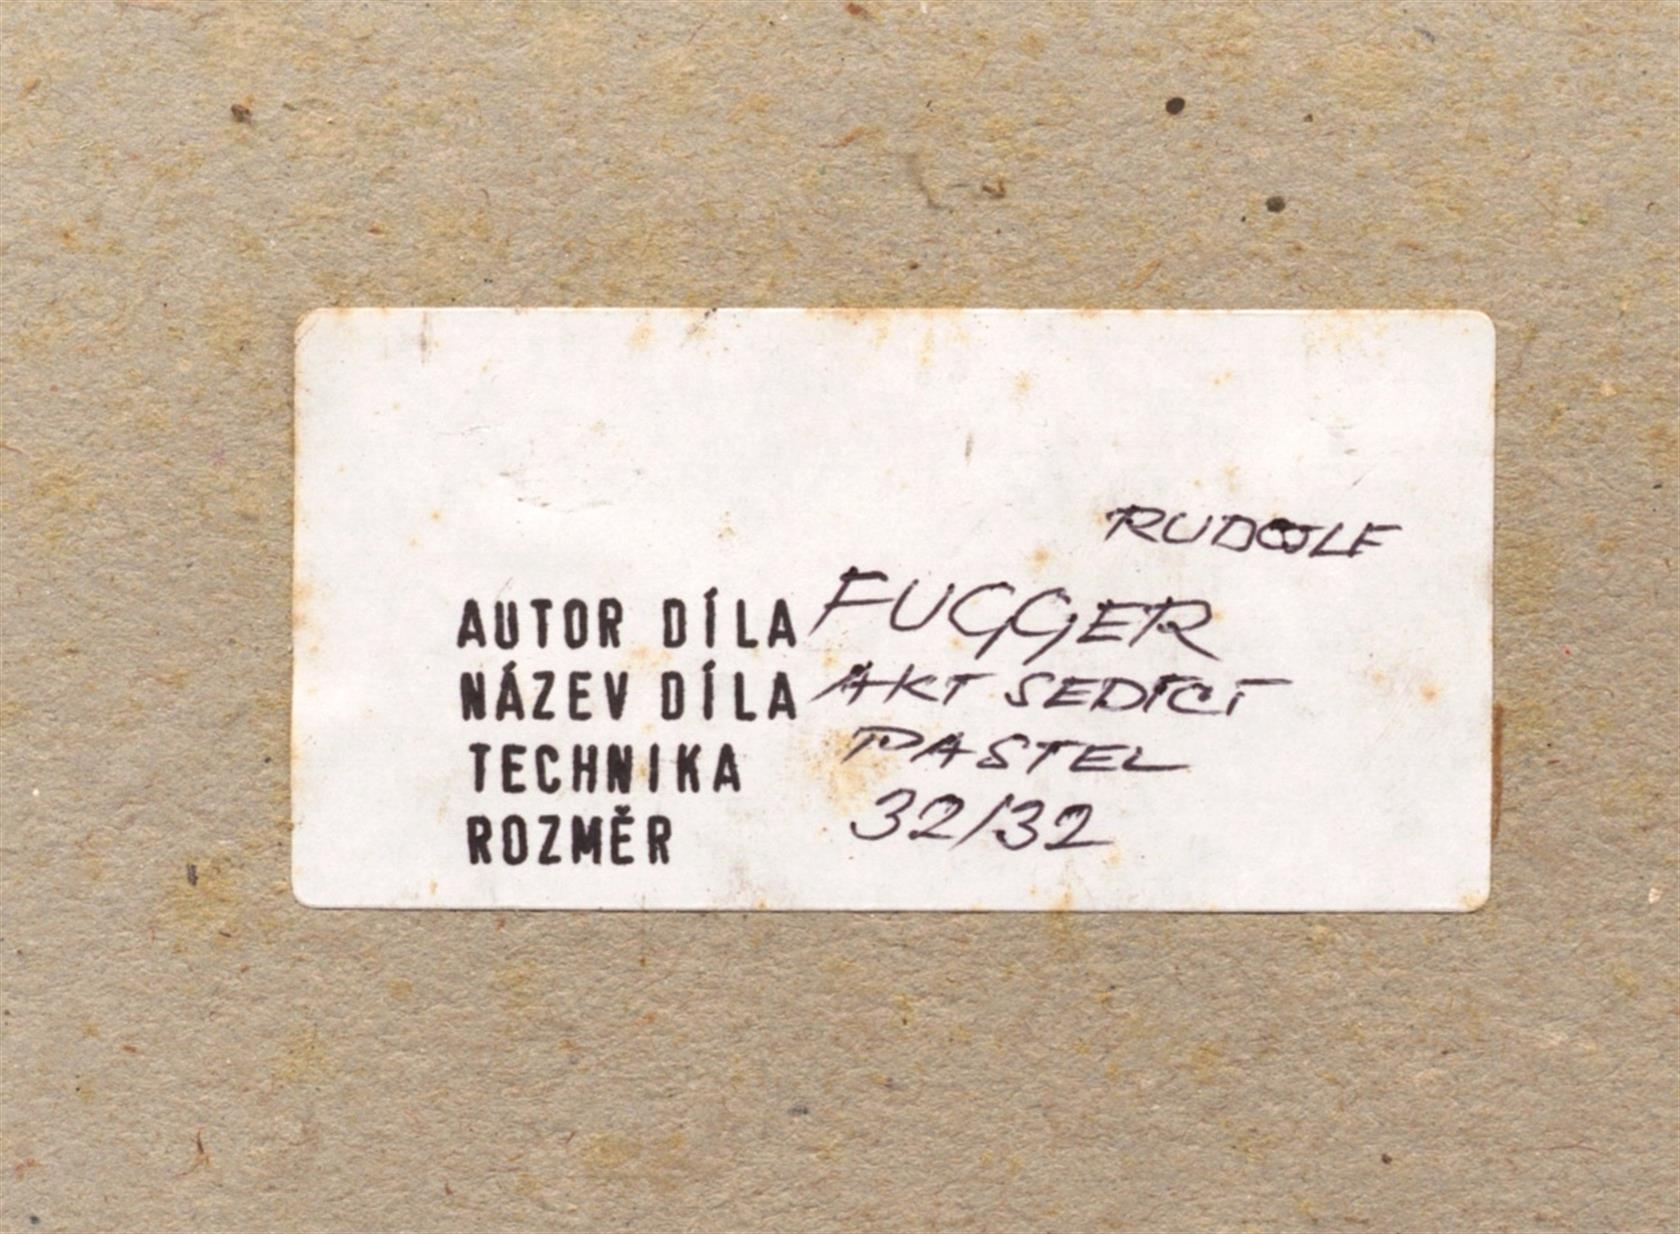 RUDOLF
AUTOR DÍLA FUGGER
NÁZEV DÍLA AKT SEDÍCÍ
TECHNIKA PASTEL
ROZMĚR 32/32